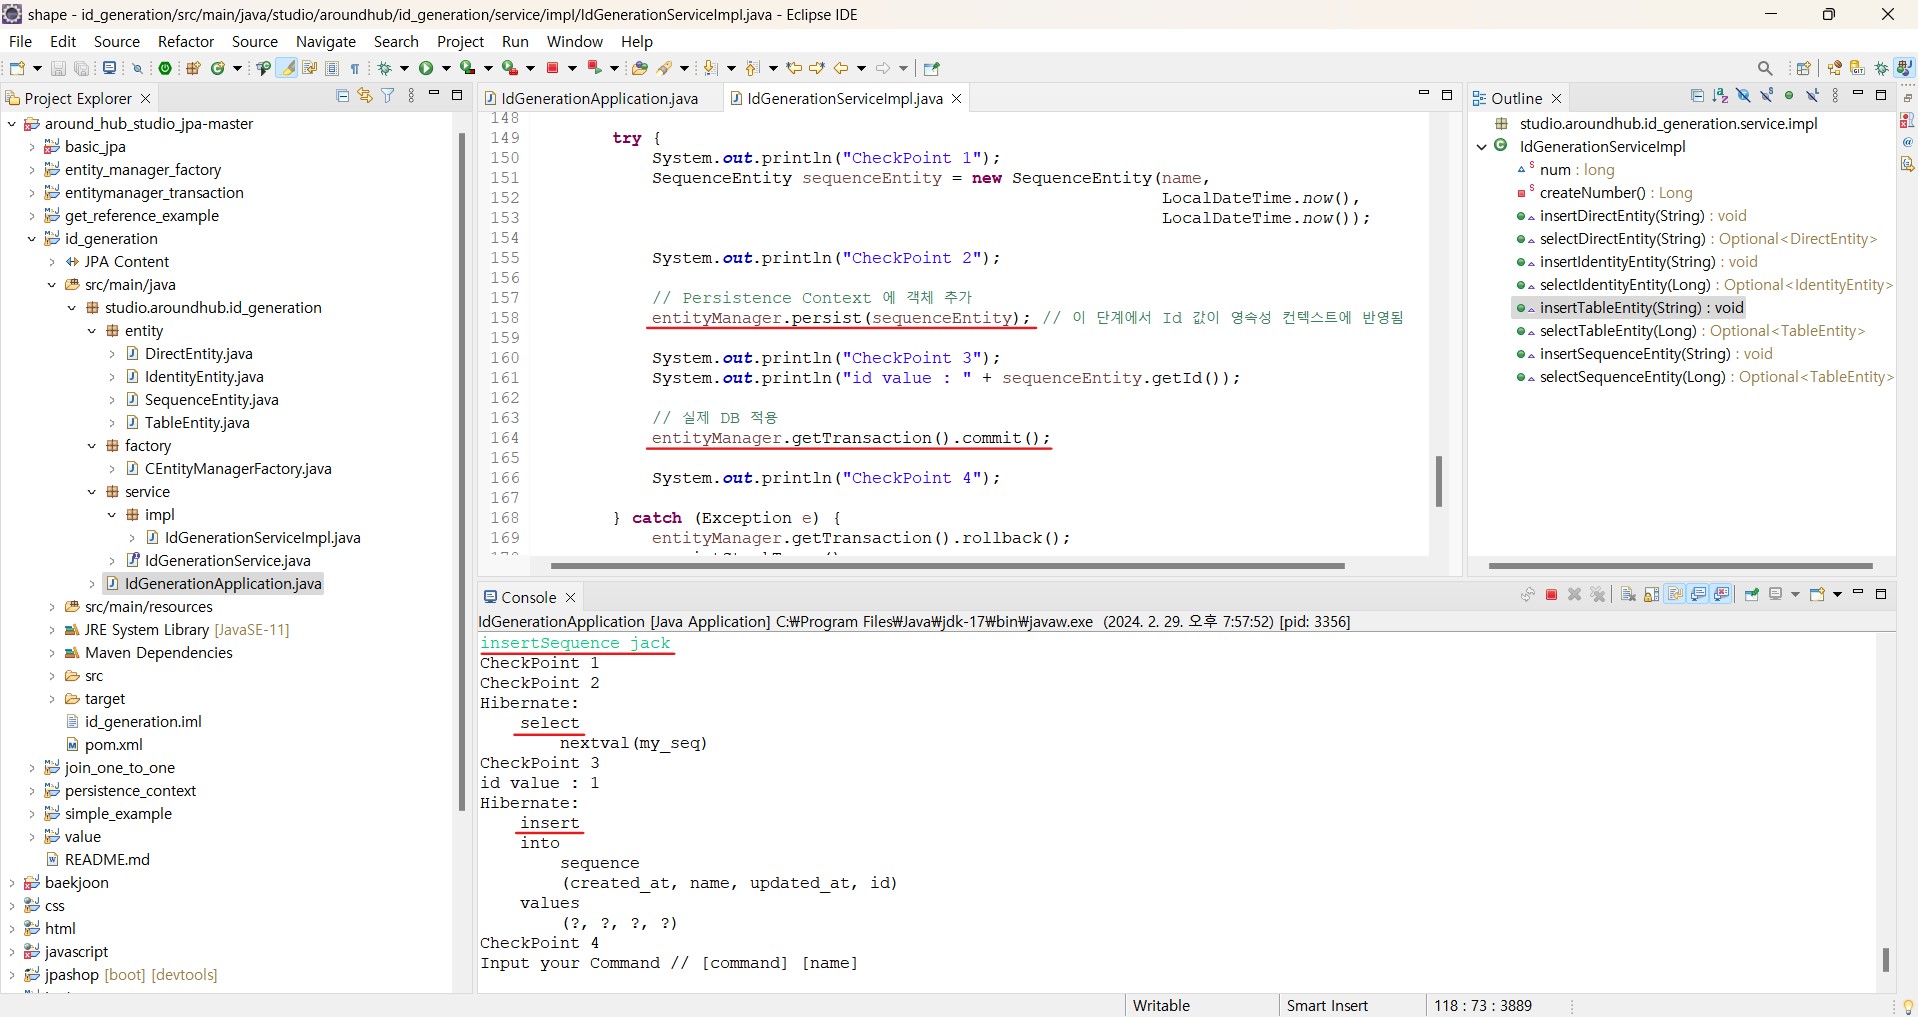 shape - id_generation/src/main/java/studio/aroundhub/id_generation/service/impl/IdGenerationServiceImpl.java - Eclipse IDE
File Edit Source Refactor Source Navigate Search Project Run Window Help
Project Explorer
around_hub_studio_jpa-master
basic_jpa
entity_manager_factory
entitymanager_transaction
get_reference_example
id_generation
JPA Content
src/main/java
studio.aroundhub.id_generation
entity
DirectEntity.java
IdentityEntity.java
SequenceEntity.java
TableEntity.java
factory
CEntityManagerFactory.java
service
impl
IdGenerationServiceImpl.java
IdGenerationService.java
IdGenerationApplication.java
src/main/resources
JRE System Library [JavaSE-11]
Maven Dependencies
src
target
id_generation.iml
pom.xml
join_one_to_one
persistence_context
simple_example
value
README.md
baekjoon
css
html
javascript
jpashop [boot] [devtools]
IdGenerationApplication.java IdGenerationServiceImpl.java
148
149 try {
150 System.out.println("CheckPoint 1");
151 SequenceEntity sequenceEntity = new SequenceEntity(name,
152 LocalDateTime.now(),
153 LocalDateTime.now());
154
155 System.out.println("CheckPoint 2");
156
157 // Persistence Context 에 객체 추가
158 entityManager.persist(sequenceEntity); // 이 단계에서 Id 값이 영속성 컨텍스트에 반영됨
159
160 System.out.println("CheckPoint 3");
161 System.out.println("id value : " + sequenceEntity.getId());
162
163 // 실제 DB 적용
164 entityManager.getTransaction().commit();
165
166 System.out.println("CheckPoint 4");
167
168 } catch (Exception e) {
169 entityManager.getTransaction().rollback();
Outline
studio.aroundhub.id_generation.service.impl
IdGenerationServiceImpl
num : long
createNumber() : Long
insertDirectEntity(String) : void
selectDirectEntity(String) : Optional<DirectEntity>
insertIdentityEntity(String) : void
selectIdentityEntity(Long) : Optional<IdentityEntity>
insertTableEntity(String) : void
selectTableEntity(Long) : Optional<TableEntity>
insertSequenceEntity(String) : void
selectSequenceEntity(Long) : Optional<TableEntity>
Console
IdGenerationApplication [Java Application] C:₩Program Files₩Java₩jdk-17₩bin₩javaw.exe (2024. 2. 29. 오후 7:57:52) [pid: 3356]
insertSequence jack
CheckPoint 1
CheckPoint 2
Hibernate:
select
nextval(my_seq)
CheckPoint 3
id value : 1
Hibernate:
insert
into
sequence
(created_at, name, updated_at, id)
values
(?, ?, ?, ?)
CheckPoint 4
Input your Command // [command] [name]
Writable Smart Insert 118 : 73 : 3889